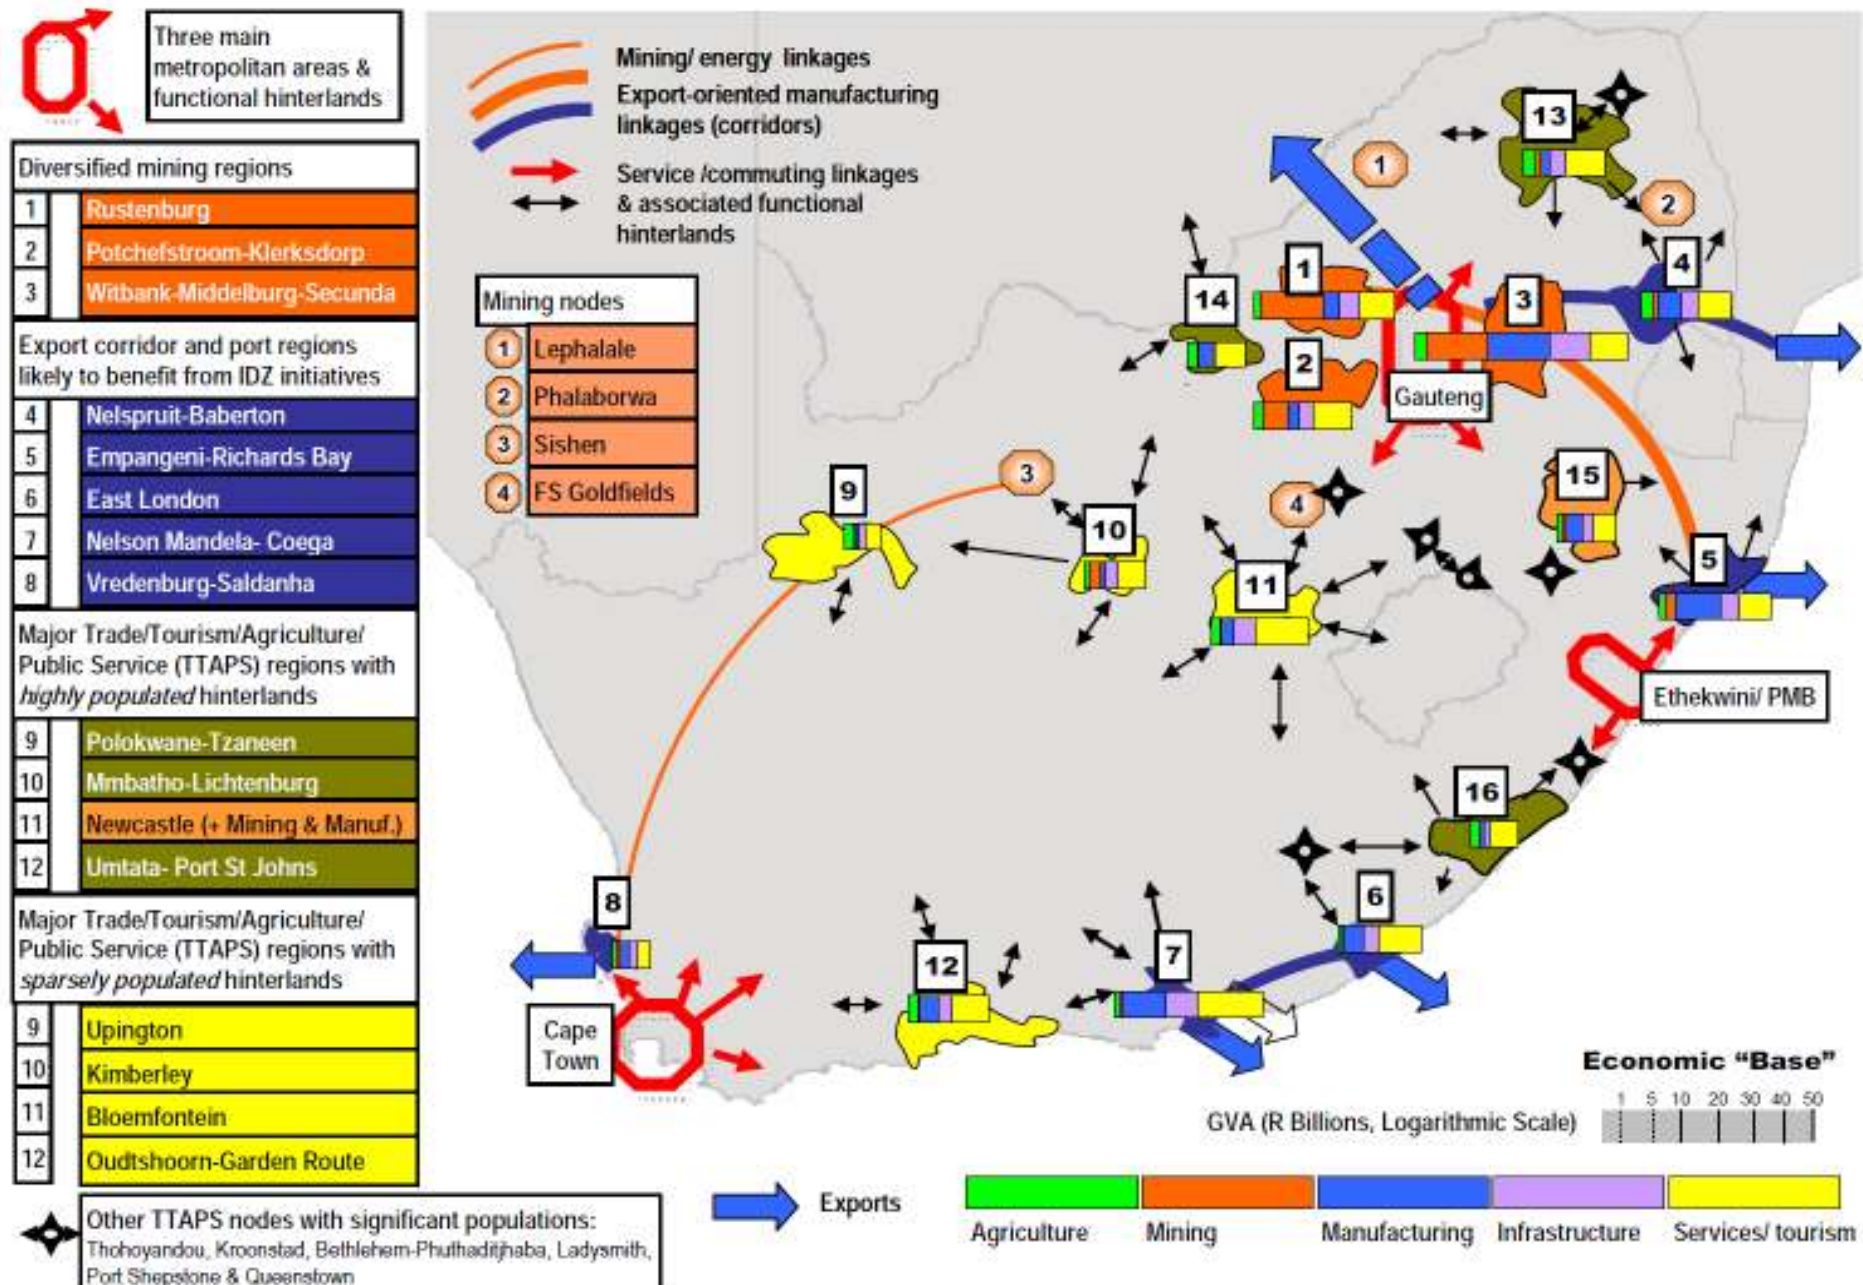 Three main
metropolitan areas &
functional hinterlands
Diversified mining regions
1 Rustenburg
2 Potchefstroom-Klerksdorp
3 Witbank-Middelburg-Secunda
Export corridor and port regions
likely to benefit from IDZ initiatives
4 Nelspruit-Baberton
5 Empangeni-Richards Bay
6 East London
7 Nelson Mandela- Coega
8 Vredenburg-Saldanha
Major Trade/Tourism/Agriculture/
Public Service (TTAPS) regions with
highly populated hinterlands
9 Polokwane-Tzaneen
10 Mmbatho-Lichtenburg
11 Newcastle (+ Mining & Manuf.)
12 Umtata- Port St Johns
Major Trade/Tourism/Agriculture/
Public Service (TTAPS) regions with
sparsely populated hinterlands
9 Upington
10 Kimberley
11 Bloemfontein
12 Oudtshoorn-Garden Route
Other TTAPS nodes with significant populations:
Thohoyandou, Kroonstad, Bethlehem-Phuthaditjhaba, Ladysmith,
Port Shepstone & Queenstown
Mining/ energy linkages
Export-oriented manufacturing
linkages (corridors)
Service /commuting linkages
& associated functional
hinterlands
Mining nodes
1 Lephalale
2 Phalaborwa
3 Sishen
4 FS Goldfields
13
1
2
4
1
3
14
2
Gauteng
15
3
9
4
10
5
11
Ethekwini/ PMB
16
8
6
7
12
Cape
Town
Economic “Base”
1 5 10 20 30 40 50
GVA (R Billions, Logarithmic Scale)
Exports
Agriculture
Mining
Manufacturing
Infrastructure
Services/ tourism